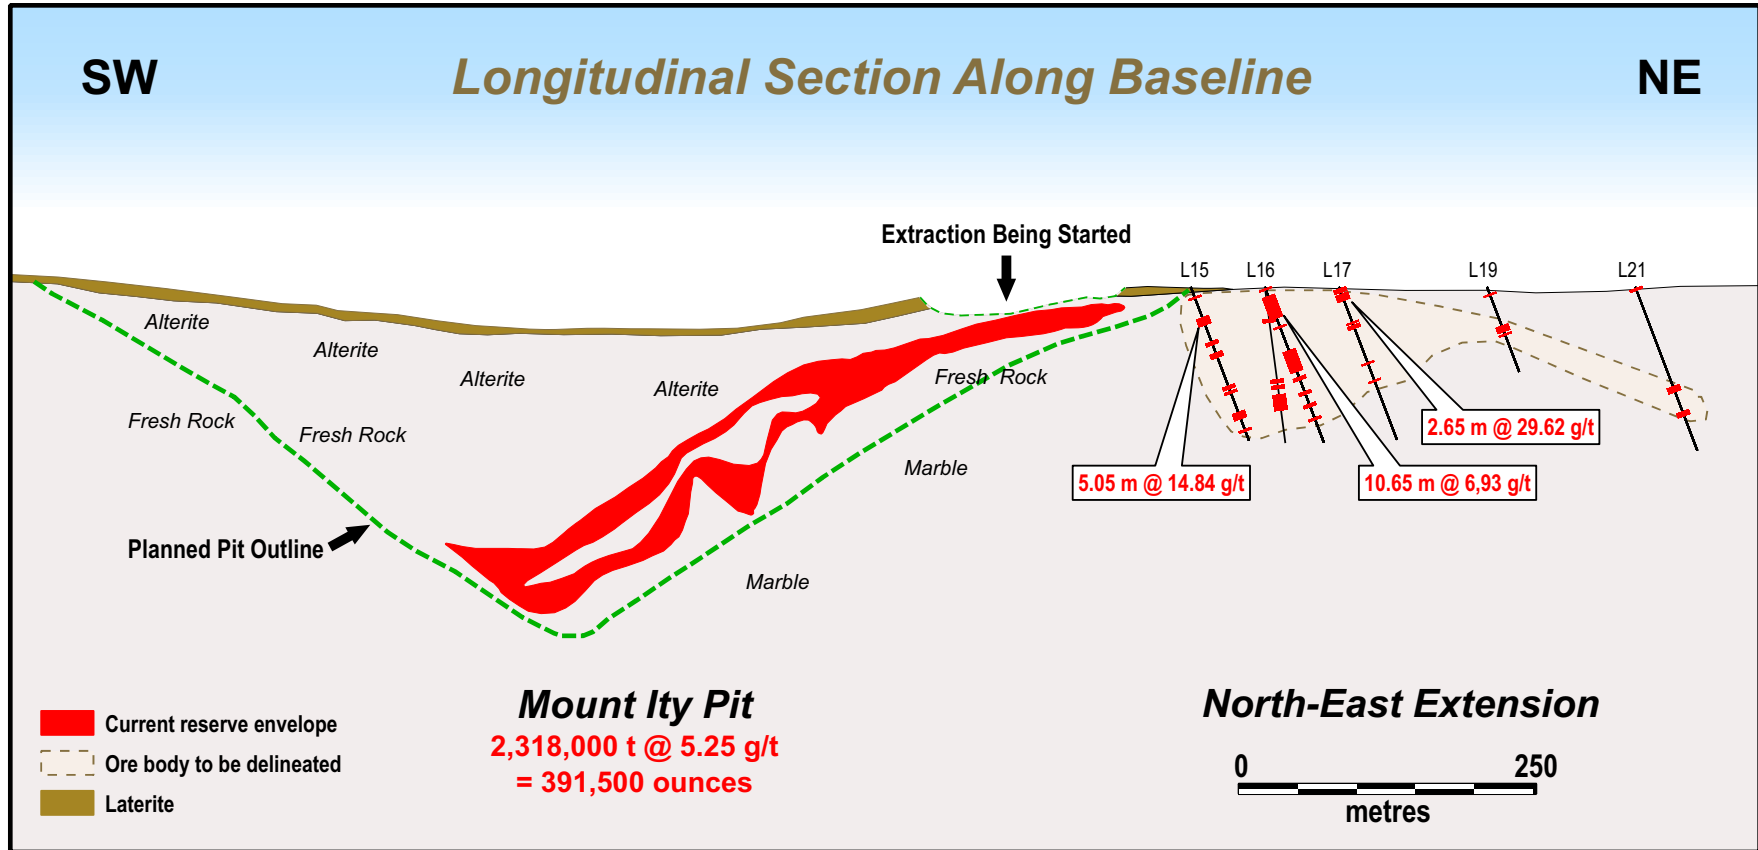 SW
Longitudinal Section Along Baseline
NE
Extraction Being Started
L15
L16
L17
L19
L21
Alterite
Alterite
Alterite
Alterite
Fresh Rock
Fresh Rock
Fresh Rock
Marble
Marble
2.65 m @ 29.62 g/t
5.05 m @ 14.84 g/t
10.65 m @ 6,93 g/t
Planned Pit Outline
Mount Ity Pit
2,318,000 t @ 5.25 g/t
= 391,500 ounces
North-East Extension
Current reserve envelope
Ore body to be delineated
Laterite
0 250
metres